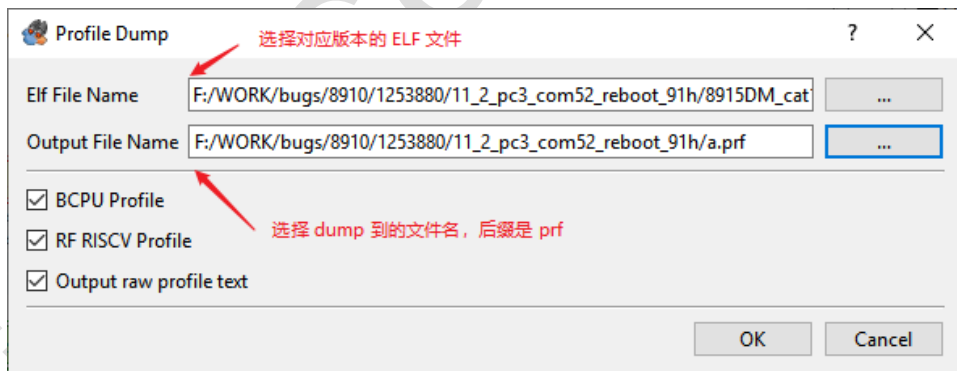 Profile Dump
选择对应版本的 ELF 文件
?
Elf File Name
F:/WORK/bugs/8910/1253880/11_2_pc3_com52_reboot_91h/8915DM_cat
...
Output File Name
F:/WORK/bugs/8910/1253880/11_2_pc3_com52_reboot_91h/a.prf
...
BCPU Profile
选择 dump 到的文件名，后缀是 prf
RF RISCV Profile
Output raw profile text
OK
Cancel